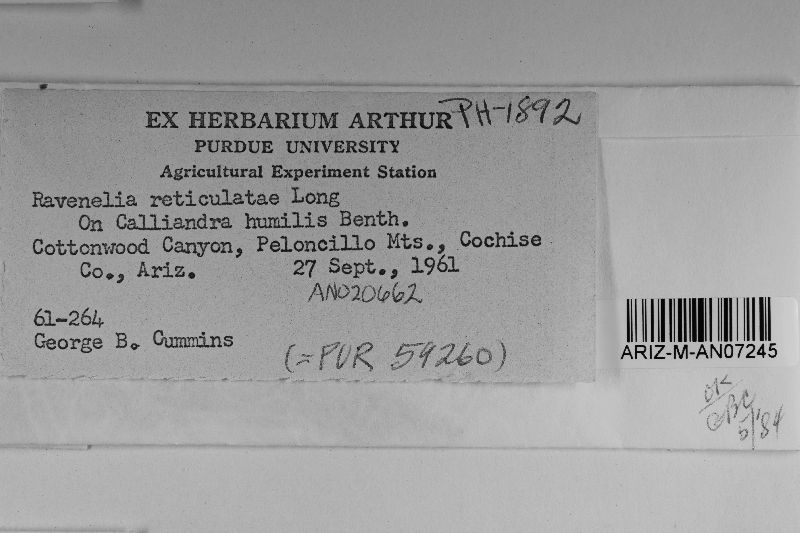 EX HERBARIUM ARTHUR PH-1892
PURDUE UNIVERSITY
Agricultural Experiment Station
Ravenelia reticulatae Long
On Calliandra humilis Benth.
Cottonwood Canyon, Peloncillo Mts., Cochise
Co., Ariz. 27 Sept., 1961
AN020662
61-264
George B. Cummins
(=PUR 59260)
ARIZ-M-AN07245
OK
GBC
5/'84